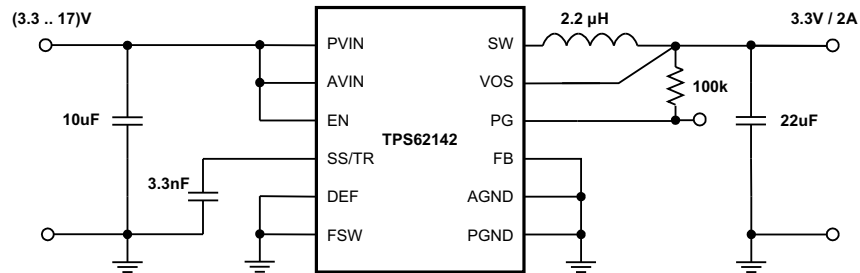 (3.3 .. 17)V
2.2 µH
3.3V / 2A
PVIN
SW
AVIN
VOS
100k
10uF
EN
PG
22uF
TPS62142
SS/TR
FB
3.3nF
DEF
AGND
FSW
PGND